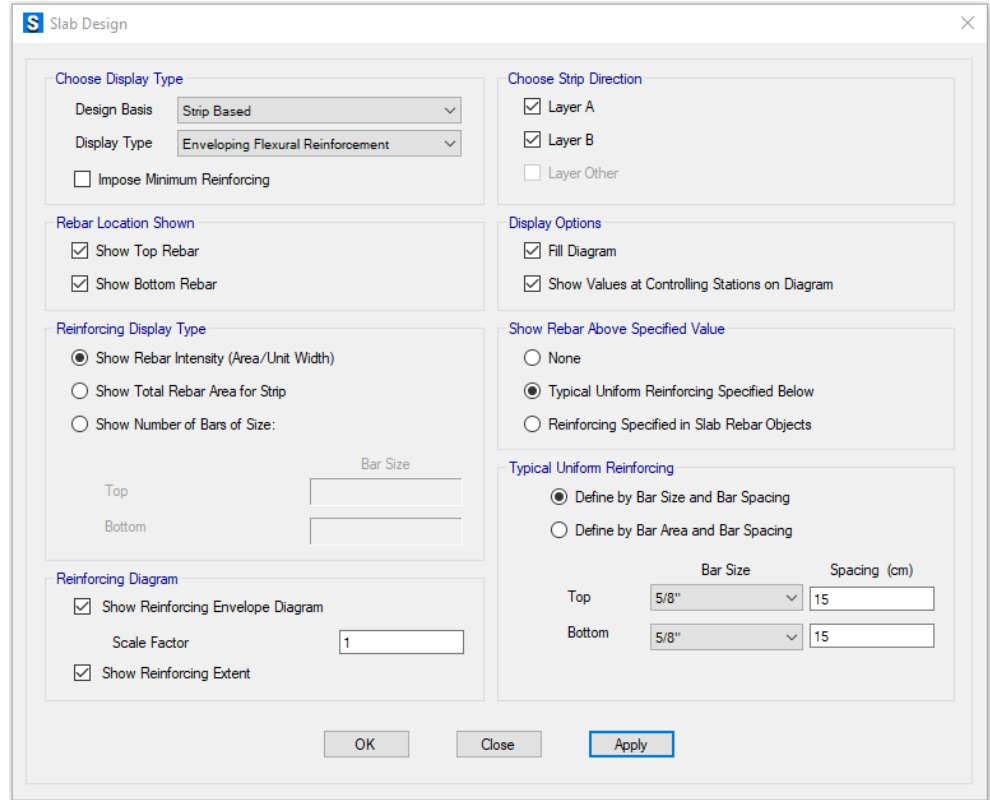 S Slab Design
Choose Display Type
Design Basis Strip Based
Display Type Enveloping Flexural Reinforcement
Impose Minimum Reinforcing
Rebar Location Shown
Show Top Rebar
Show Bottom Rebar
Reinforcing Display Type
Show Rebar Intensity (Area/Unit Width)
Show Total Rebar Area for Strip
Show Number of Bars of Size:
Bar Size
Top
Bottom
Reinforcing Diagram
Show Reinforcing Envelope Diagram
Scale Factor 1
Show Reinforcing Extent
Choose Strip Direction
Layer A
Layer B
Layer Other
Display Options
Fill Diagram
Show Values at Controlling Stations on Diagram
Show Rebar Above Specified Value
None
Typical Uniform Reinforcing Specified Below
Reinforcing Specified in Slab Rebar Objects
Typical Uniform Reinforcing
Define by Bar Size and Bar Spacing
Define by Bar Area and Bar Spacing
Bar Size Spacing (cm)
Top 5/8" 15
Bottom 5/8" 15
OK Close Apply